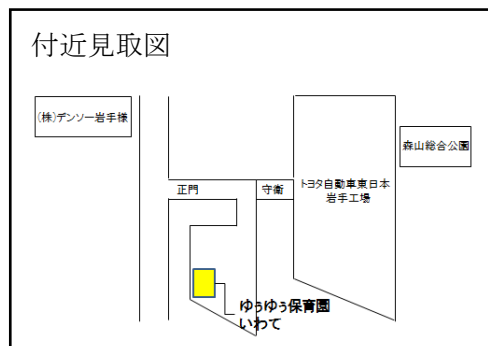 付近見取図
(株)デンソー岩手様
森山総合公園
正門
守衛
トヨタ自動車東日本
岩手工場
ゆぅゆぅ保育園
いわて